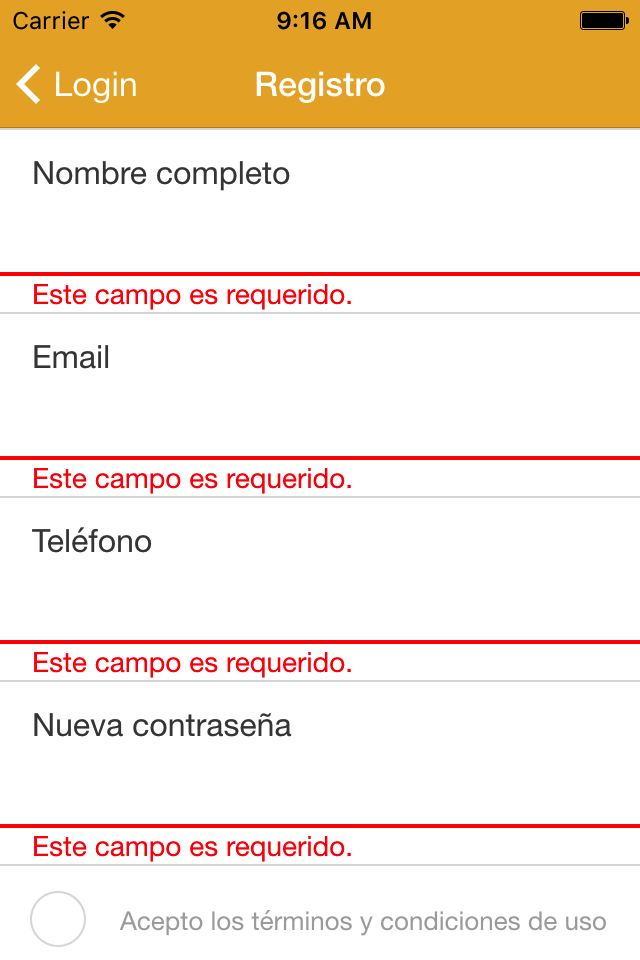 Carrier 9:16 AM
Login Registro
Nombre completo
Este campo es requerido.
Email
Este campo es requerido.
Teléfono
Este campo es requerido.
Nueva contraseña
Este campo es requerido.
Acepto los términos y condiciones de uso